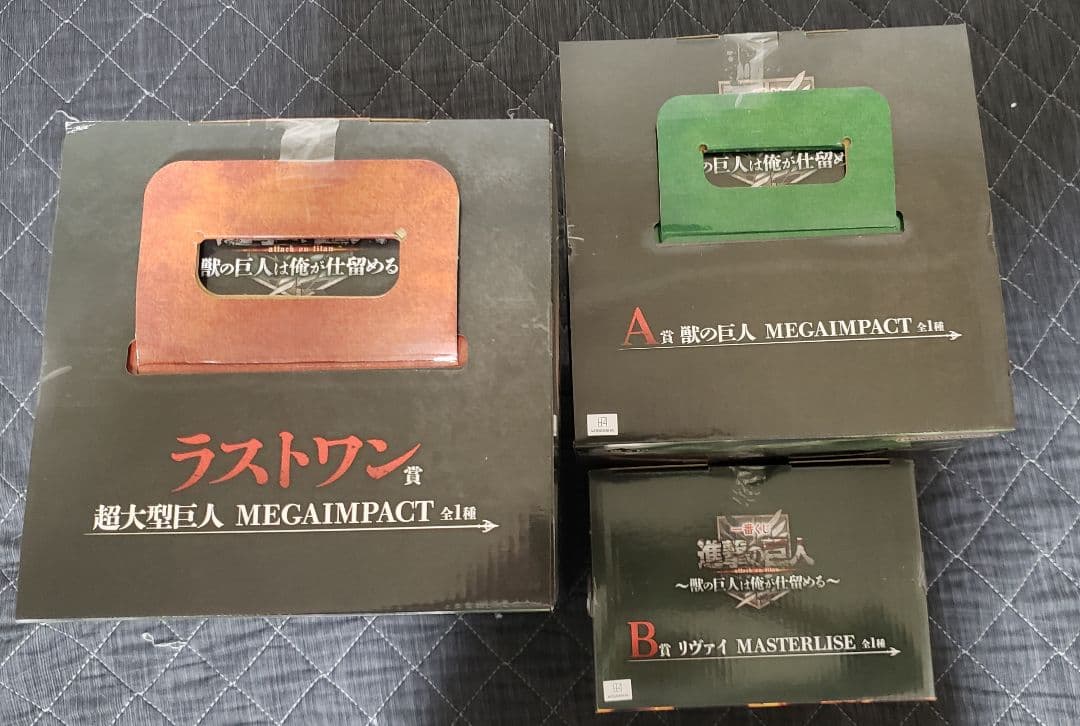 attack on titan
獣の巨人は俺が仕留める
ラストワン賞
超大型巨人 MEGAIMPACT 全1種
の巨人は俺が仕留め
A賞 獣の巨人 MEGAIMPACT 全1種
一番くじ
進撃の巨人
attack on titan
～獣の巨人は俺が仕留める～
B賞 リヴァイ MASTERLISE 全1種